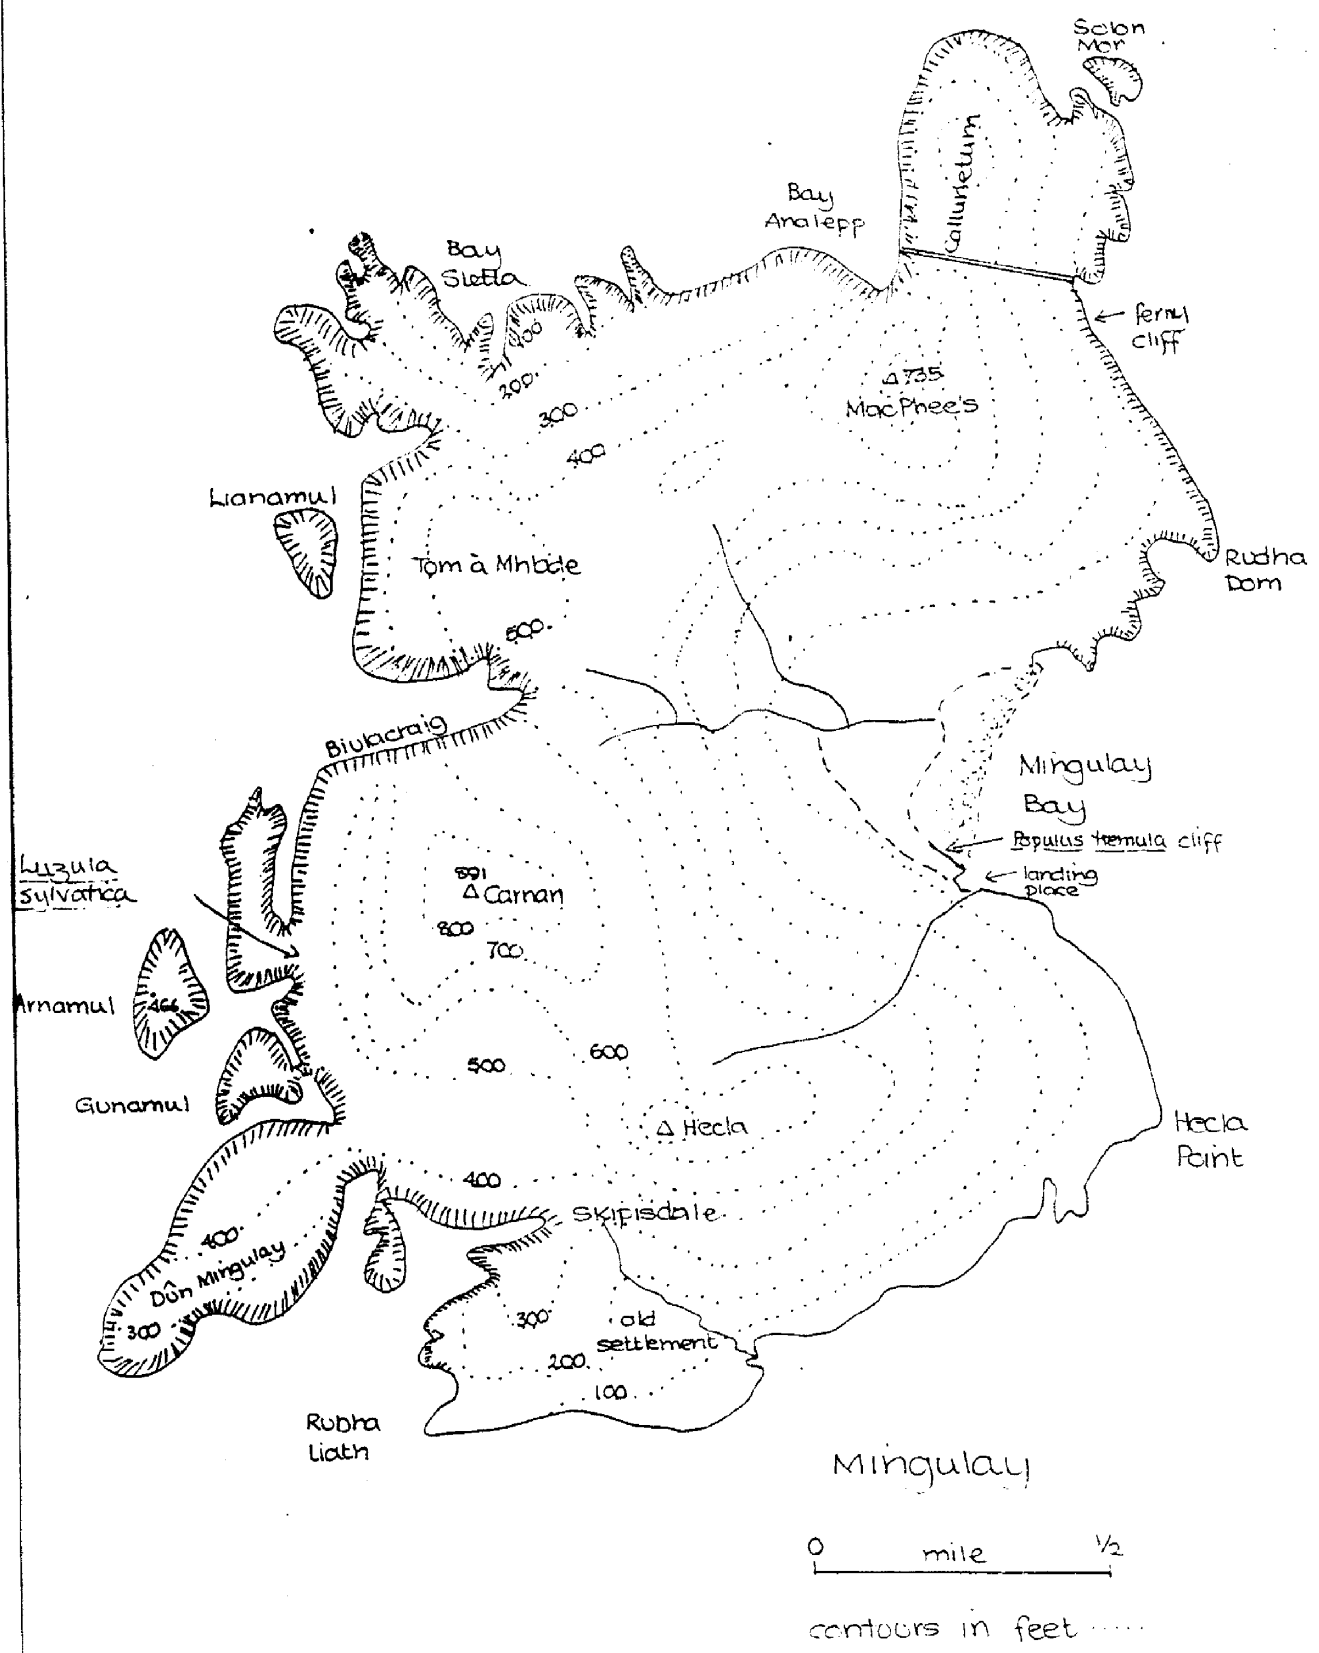 Solon
Mor
Callunetum
Bay
Analepp
Bay
Sletta
ferny
cliff
100
200
△ 735
MacPhee's
300
400
Lianamul
Tom à Mhbde
Rudha
Dom
500
Biulacraig
Mingulay
Bay
Populus tremula cliff
landing
place
Luzula
sylvatica
891
△ Carnan
800
700
Arnamul
466
500
600
Gunamul
△ Hecla
Hecla
Point
400
Skipisdale
400
Dûn Mingulay
300
300
old
settlement
200
100
Rubha
Liath
Mingulay
0 mile 1/2
contours in feet .....